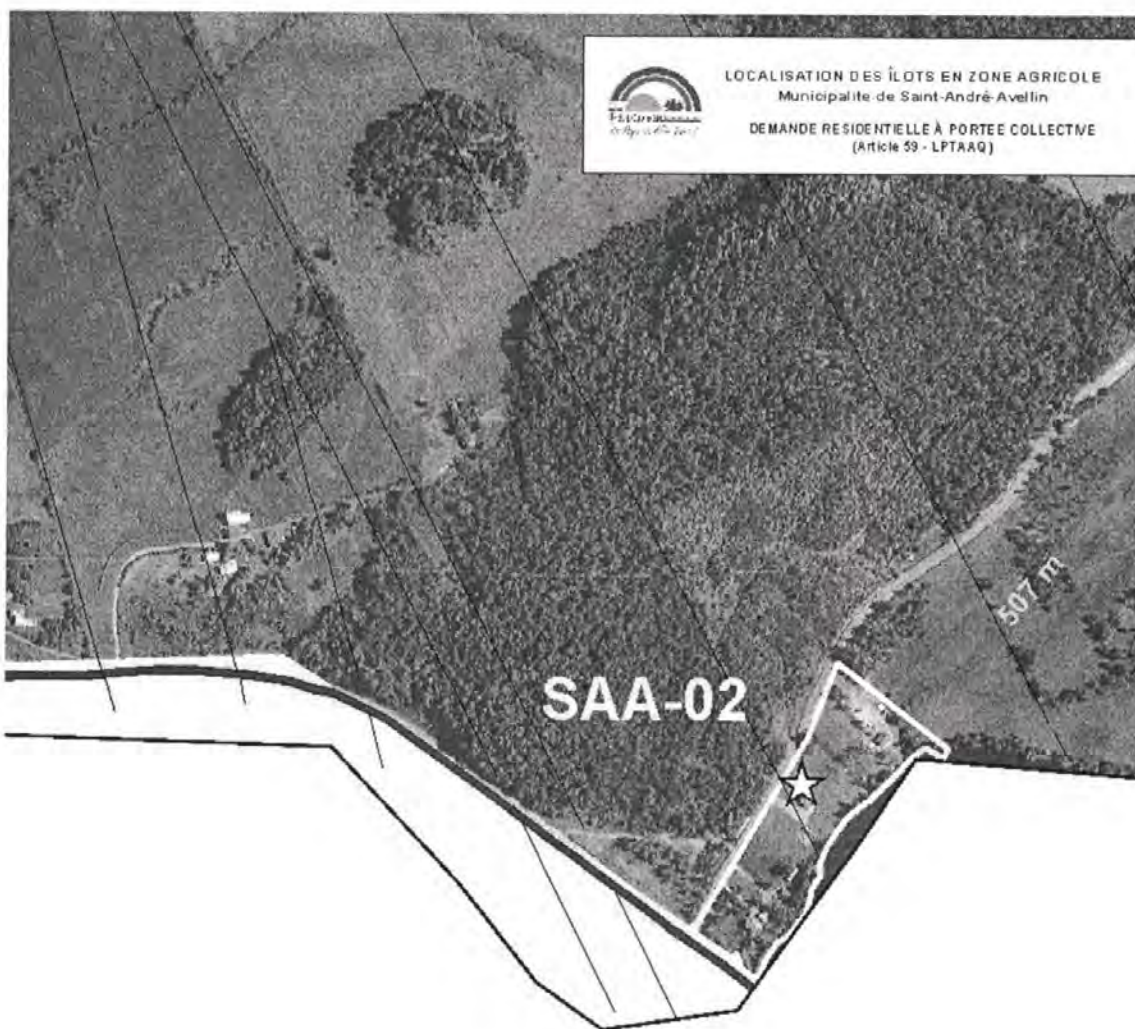 LOCALISATION DES ÎLOTS EN ZONE AGRICOLE
Municipalite de Saint-André-Avellin
DEMANDE RESIDENTIELLE À PORTEE COLLECTIVE
(Article 59 - LPTAAQ)
507 m
SAA-02